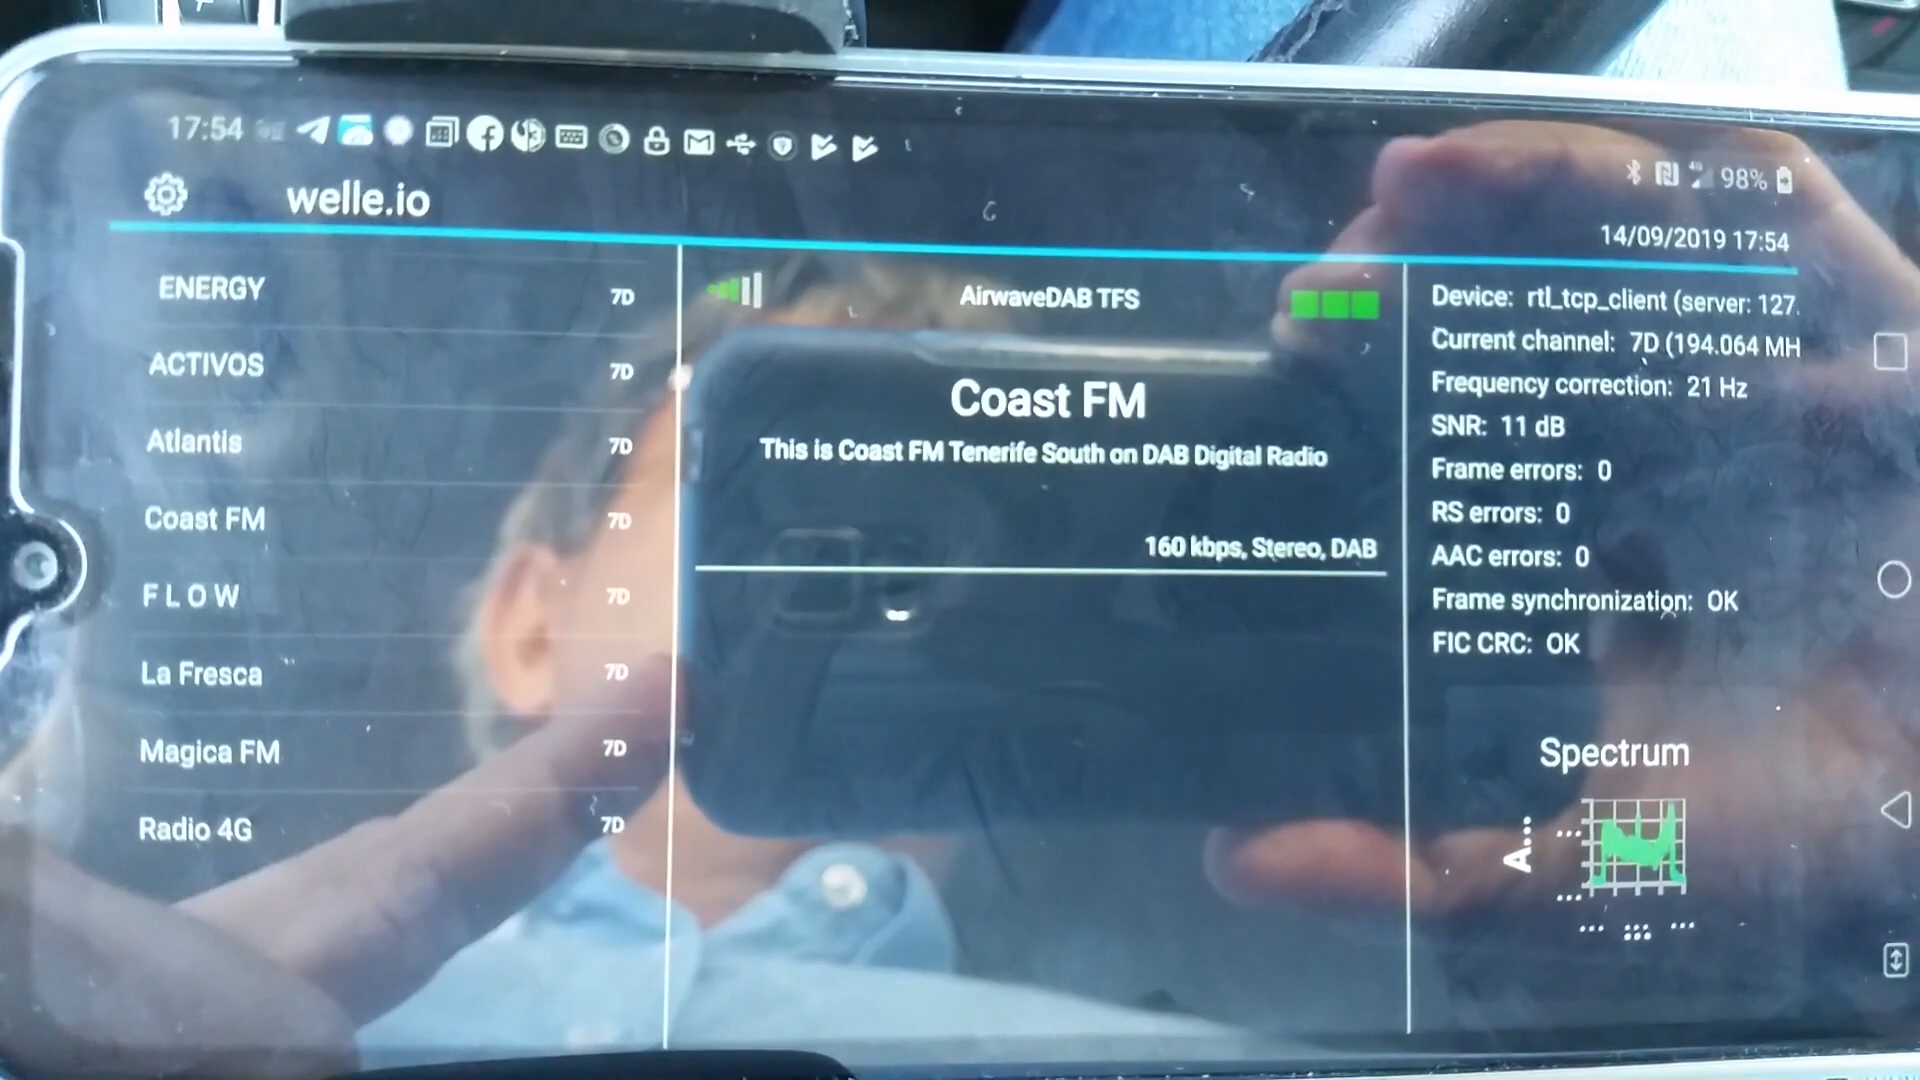 17:54
98%
welle.io
14/09/2019 17:54
ENERGY 7D
ACTIVOS 7D
Atlantis 7D
Coast FM 7D
F L O W 7D
La Fresca 7D
Magica FM 7D
Radio 4G 7D
AirwaveDAB TFS
Coast FM
This is Coast FM Tenerife South on DAB Digital Radio
160 kbps, Stereo, DAB
Device: rtl_tcp_client (server: 127.
Current channel: 7D (194.064 MH
Frequency correction: 21 Hz
SNR: 11 dB
Frame errors: 0
RS errors: 0
AAC errors: 0
Frame synchronization: OK
FIC CRC: OK
Spectrum
A...